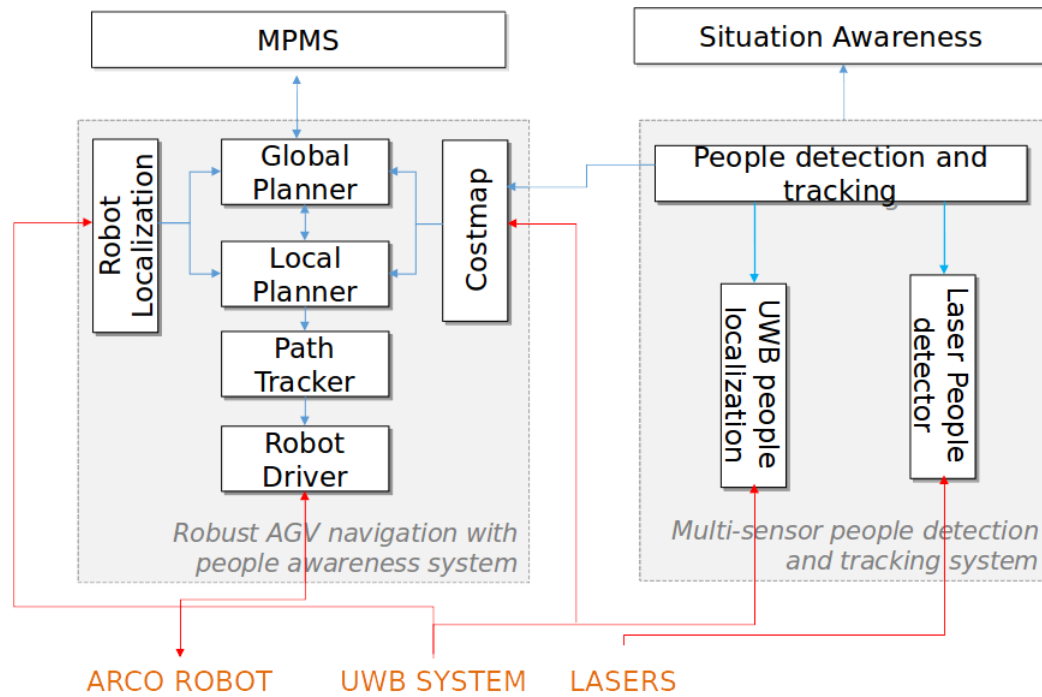 MPMS
Situation Awareness
Robot
Localization
Global
Planner
Costmap
People detection and
tracking
Local
Planner
UWB people
localization
Laser People
detector
Path
Tracker
Robot
Driver
Robust AGV navigation with
people awareness system
Multi-sensor people detection
and tracking system
ARCO ROBOT
UWB SYSTEM
LASERS